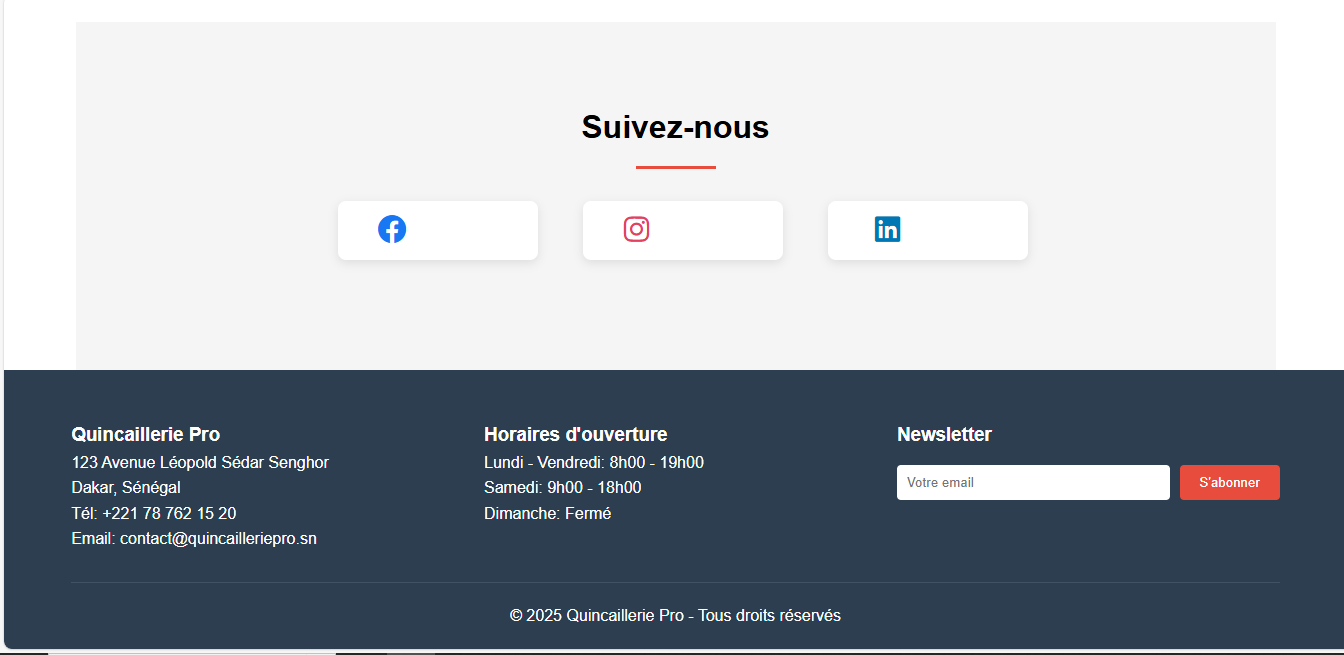 Suivez-nous
Quincaillerie Pro
123 Avenue Léopold Sédar Senghor
Dakar, Sénégal
Tél: +221 78 762 15 20
Email: contact@quincailleriepro.sn
Horaires d'ouverture
Lundi - Vendredi: 8h00 - 19h00
Samedi: 9h00 - 18h00
Dimanche: Fermé
Newsletter
Votre email
S'abonner
© 2025 Quincaillerie Pro - Tous droits réservés